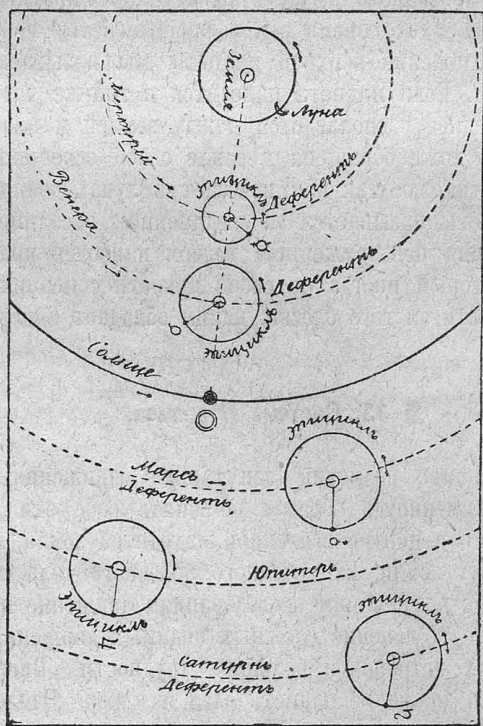 Земля
Луна
Меркурій
эпициклъ
Деферентъ
Венера
Деферентъ
эпициклъ
Солнце
эпициклъ
Марсъ
Деферентъ
Юпитеръ
эпициклъ
эпициклъ
Сатурнъ
Деферентъ